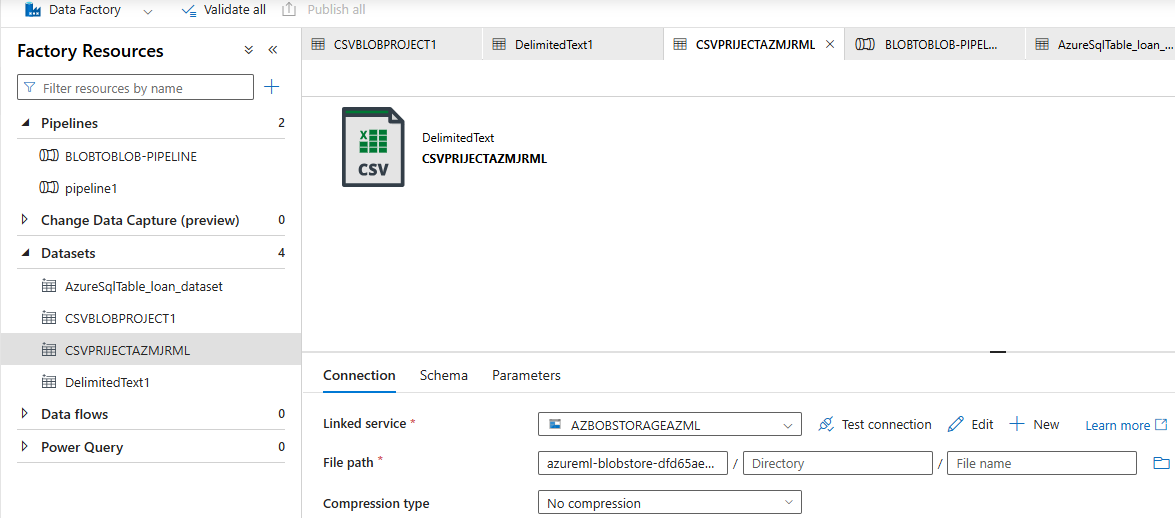 Data Factory
Validate all
Publish all
Factory Resources
Filter resources by name
Pipelines 2
BLOBTOBLOB-PIPELINE
pipeline1
Change Data Capture (preview) 0
Datasets 4
AzureSqlTable_loan_dataset
CSVBLOBPROJECT1
CSVPRIJECTAZMJRML
DelimitedText1
Data flows 0
Power Query 0
CSVBLOBPROJECT1
DelimitedText1
CSVPRIJECTAZMJRML
BLOBTOBLOB-PIPEL...
AzureSqlTable_loan_...
CSV
DelimitedText
CSVPRIJECTAZMJRML
Connection Schema Parameters
Linked service * AZBOBSTORAGEAZML Test connection Edit New Learn more
File path * azureml-blobstore-dfd65ae... / Directory / File name
Compression type No compression